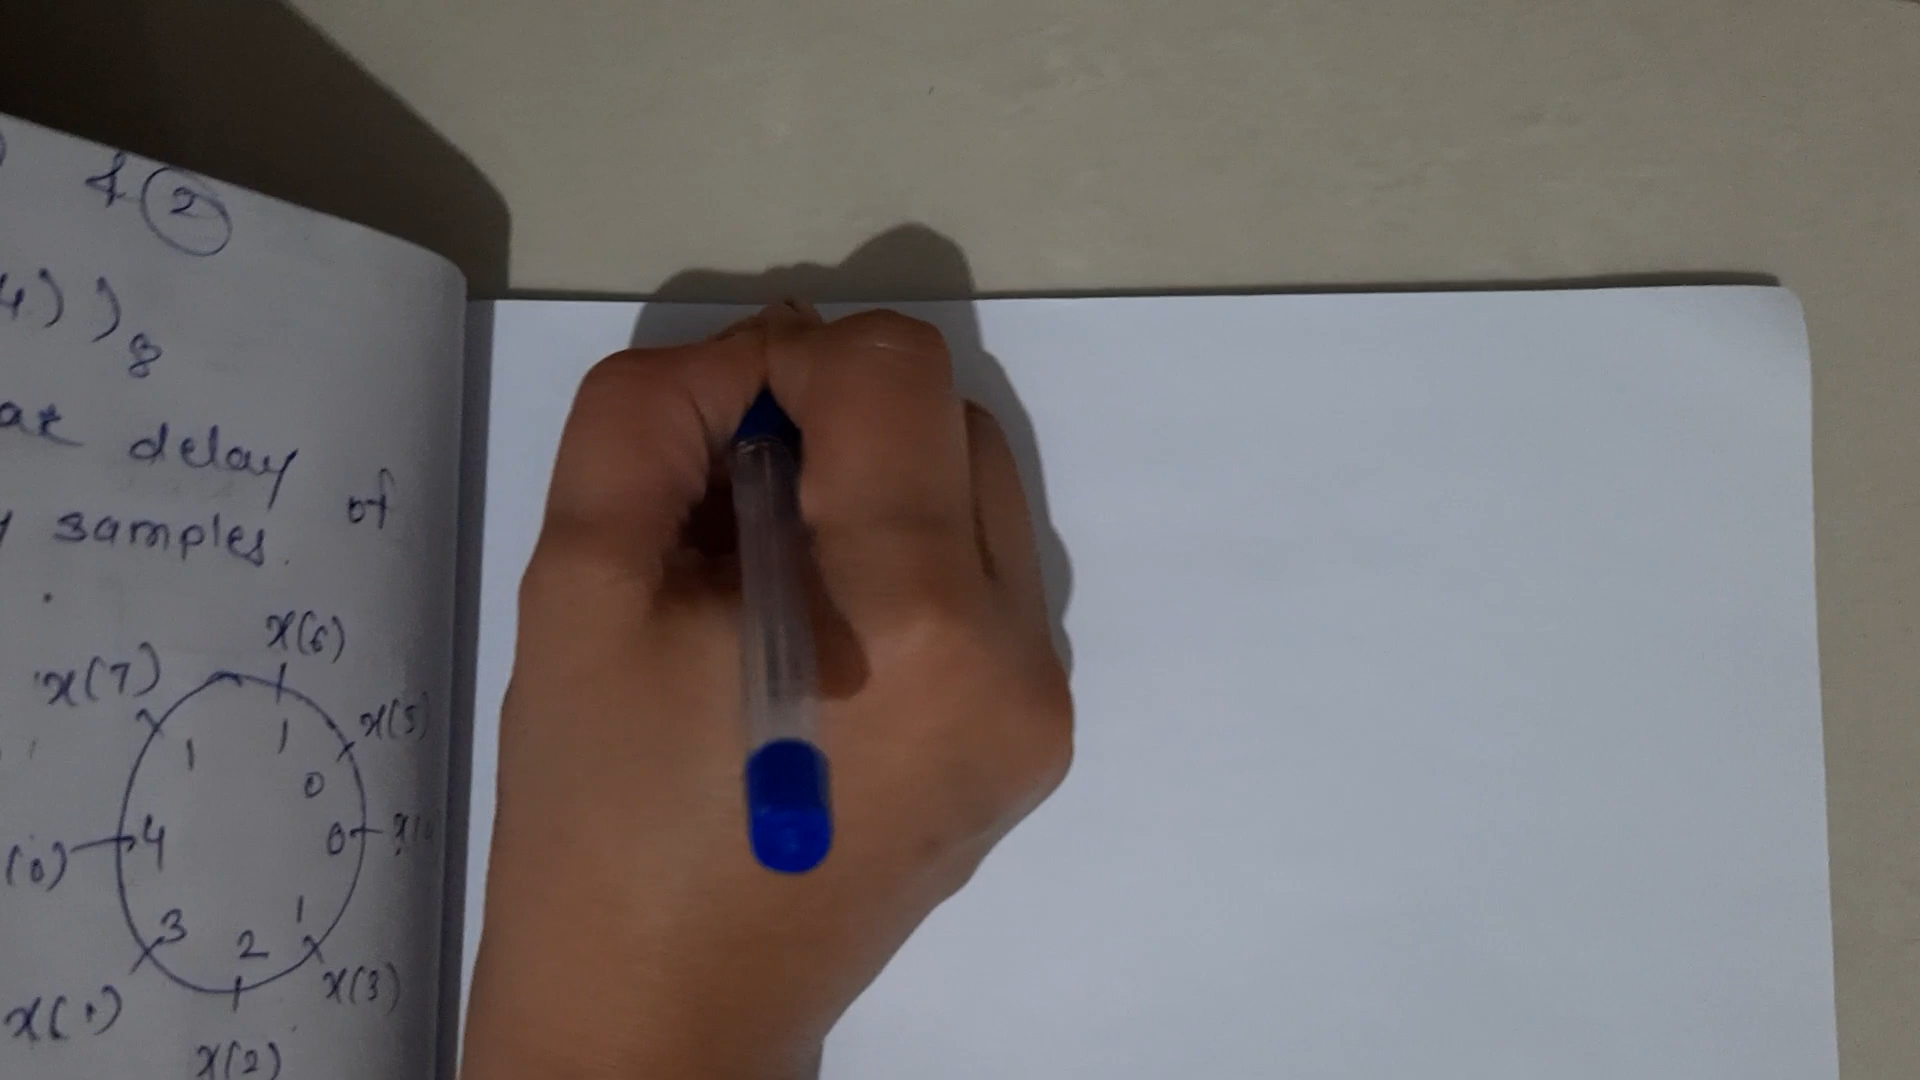 & 2
4))8
delay of
samples.
x(6)
x(7)
x(5)
1
1
0
4
0
(0)
3
2
1
x(3)
x(1)
x(2)